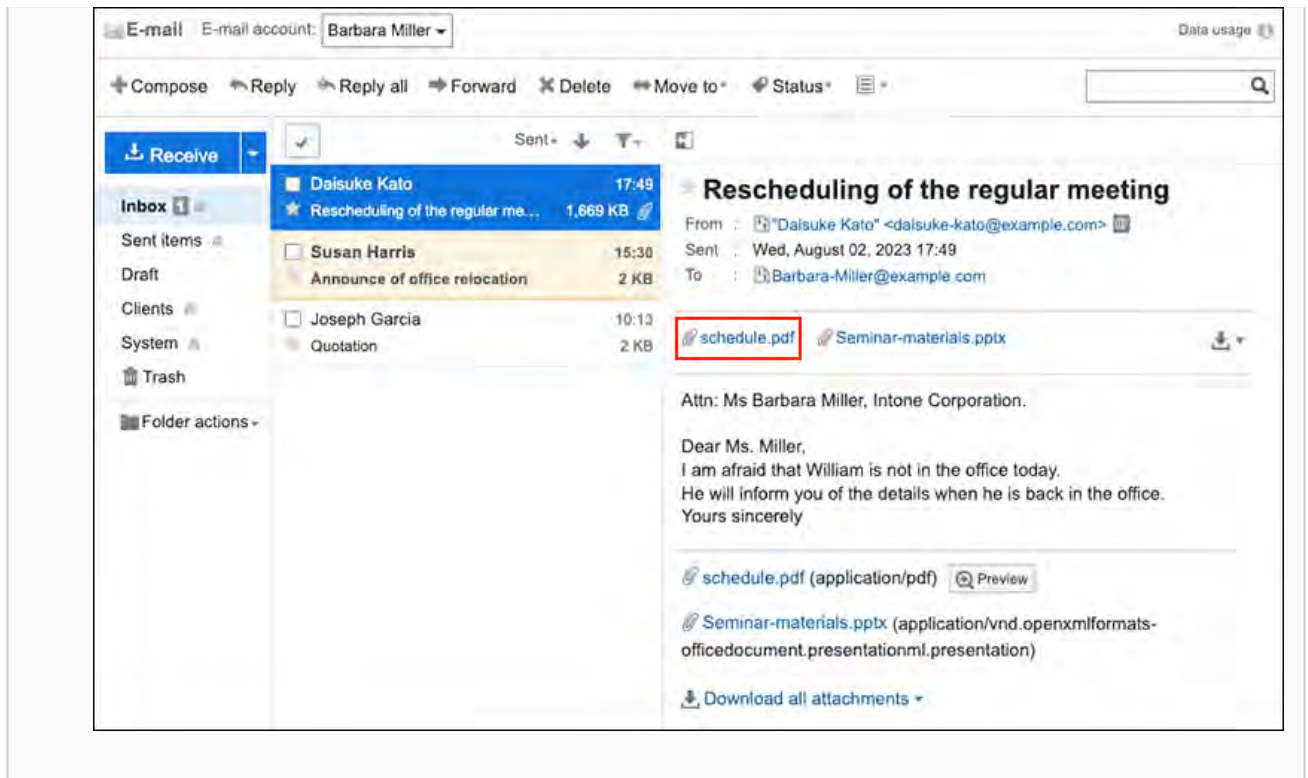 E-mail E-mail account: Barbara Miller Data usage
Compose Reply Reply all Forward Delete Move to Status
Receive
Inbox 1
Sent items
Draft
Clients
System
Trash
Folder actions
Sent
Daisuke Kato 17:49
Rescheduling of the regular me... 1,669 KB
Susan Harris 15:30
Announce of office relocation 2 KB
Joseph Garcia 10:13
Quotation 2 KB
Rescheduling of the regular meeting
From : "Daisuke Kato" <daisuke-kato@example.com>
Sent : Wed, August 02, 2023 17:49
To : Barbara-Miller@example.com
schedule.pdf Seminar-materials.pptx
Attn: Ms Barbara Miller, Intone Corporation.
Dear Ms. Miller,
I am afraid that William is not in the office today.
He will inform you of the details when he is back in the office.
Yours sincerely
schedule.pdf (application/pdf) Preview
Seminar-materials.pptx (application/vnd.openxmlformats-
officedocument.presentationml.presentation)
Download all attachments